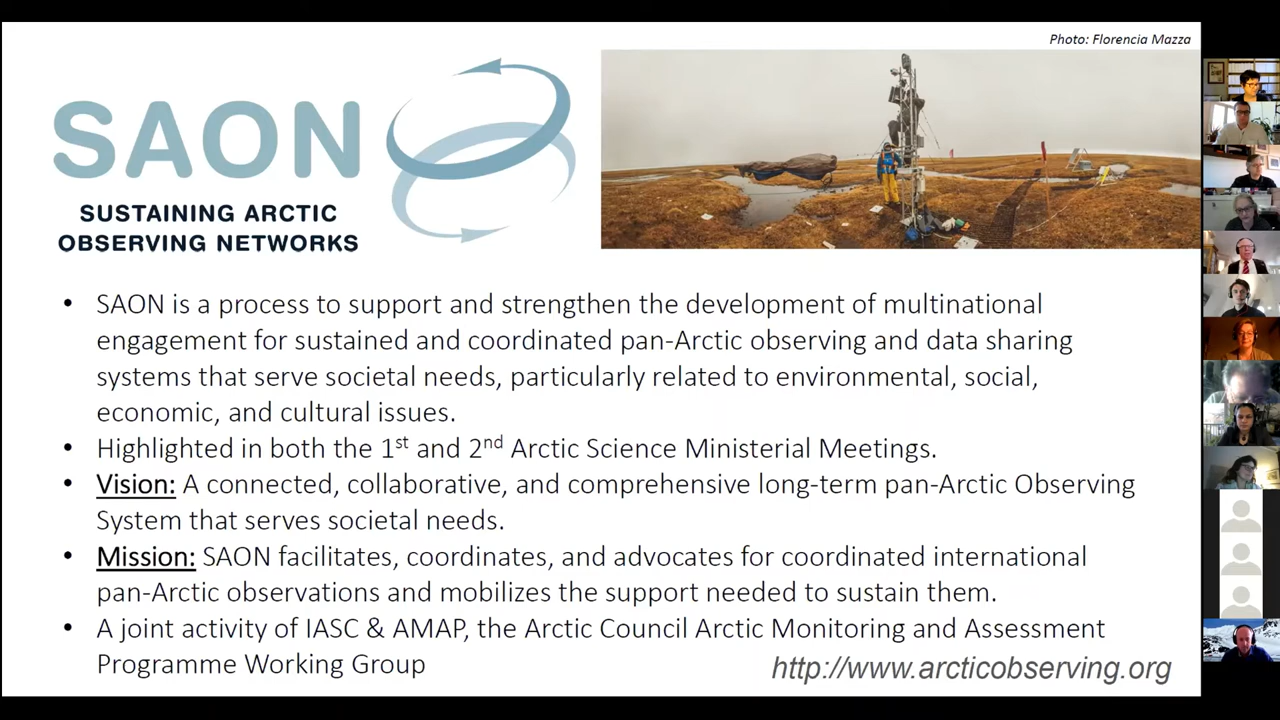 Photo: Florencia Mazza
SAON
SUSTAINING ARCTIC
OBSERVING NETWORKS
• SAON is a process to support and strengthen the development of multinational
engagement for sustained and coordinated pan-Arctic observing and data sharing
systems that serve societal needs, particularly related to environmental, social,
economic, and cultural issues.
• Highlighted in both the 1st and 2nd Arctic Science Ministerial Meetings.
• Vision: A connected, collaborative, and comprehensive long-term pan-Arctic Observing
System that serves societal needs.
• Mission: SAON facilitates, coordinates, and advocates for coordinated international
pan-Arctic observations and mobilizes the support needed to sustain them.
• A joint activity of IASC & AMAP, the Arctic Council Arctic Monitoring and Assessment
Programme Working Group
http://www.arcticobserving.org